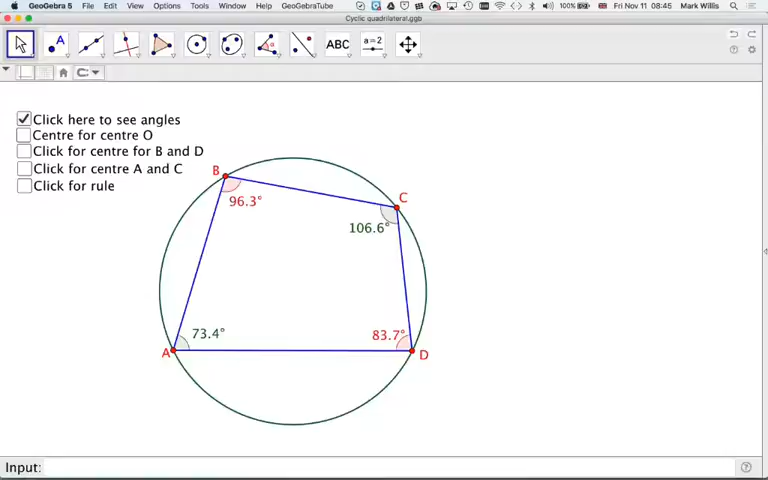 GeoGebra 5 File Edit View Options Tools Window Help GeoGebraTube 100% Fri Nov 11 08:45 Mark Willis
Cyclic quadrilateral.ggb
A ABC a=2
Click here to see angles
Centre for centre O
Click for centre for B and D
Click for centre A and C
Click for rule
B
96.3°
C
106.6°
73.4°
83.7°
A
D
Input: